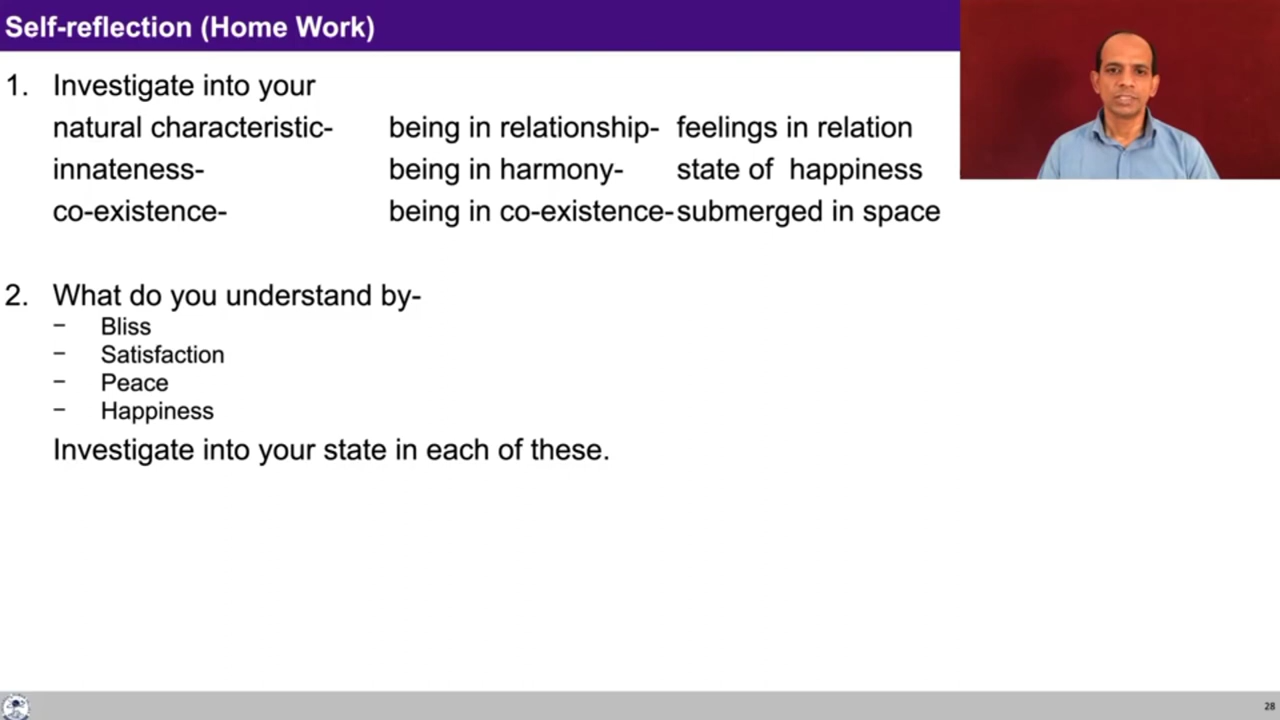 Self-reflection (Home Work)
1. Investigate into your
natural characteristic- being in relationship- feelings in relation
innateness- being in harmony- state of happiness
co-existence- being in co-existence- submerged in space
2. What do you understand by-
– Bliss
– Satisfaction
– Peace
– Happiness
Investigate into your state in each of these.
28